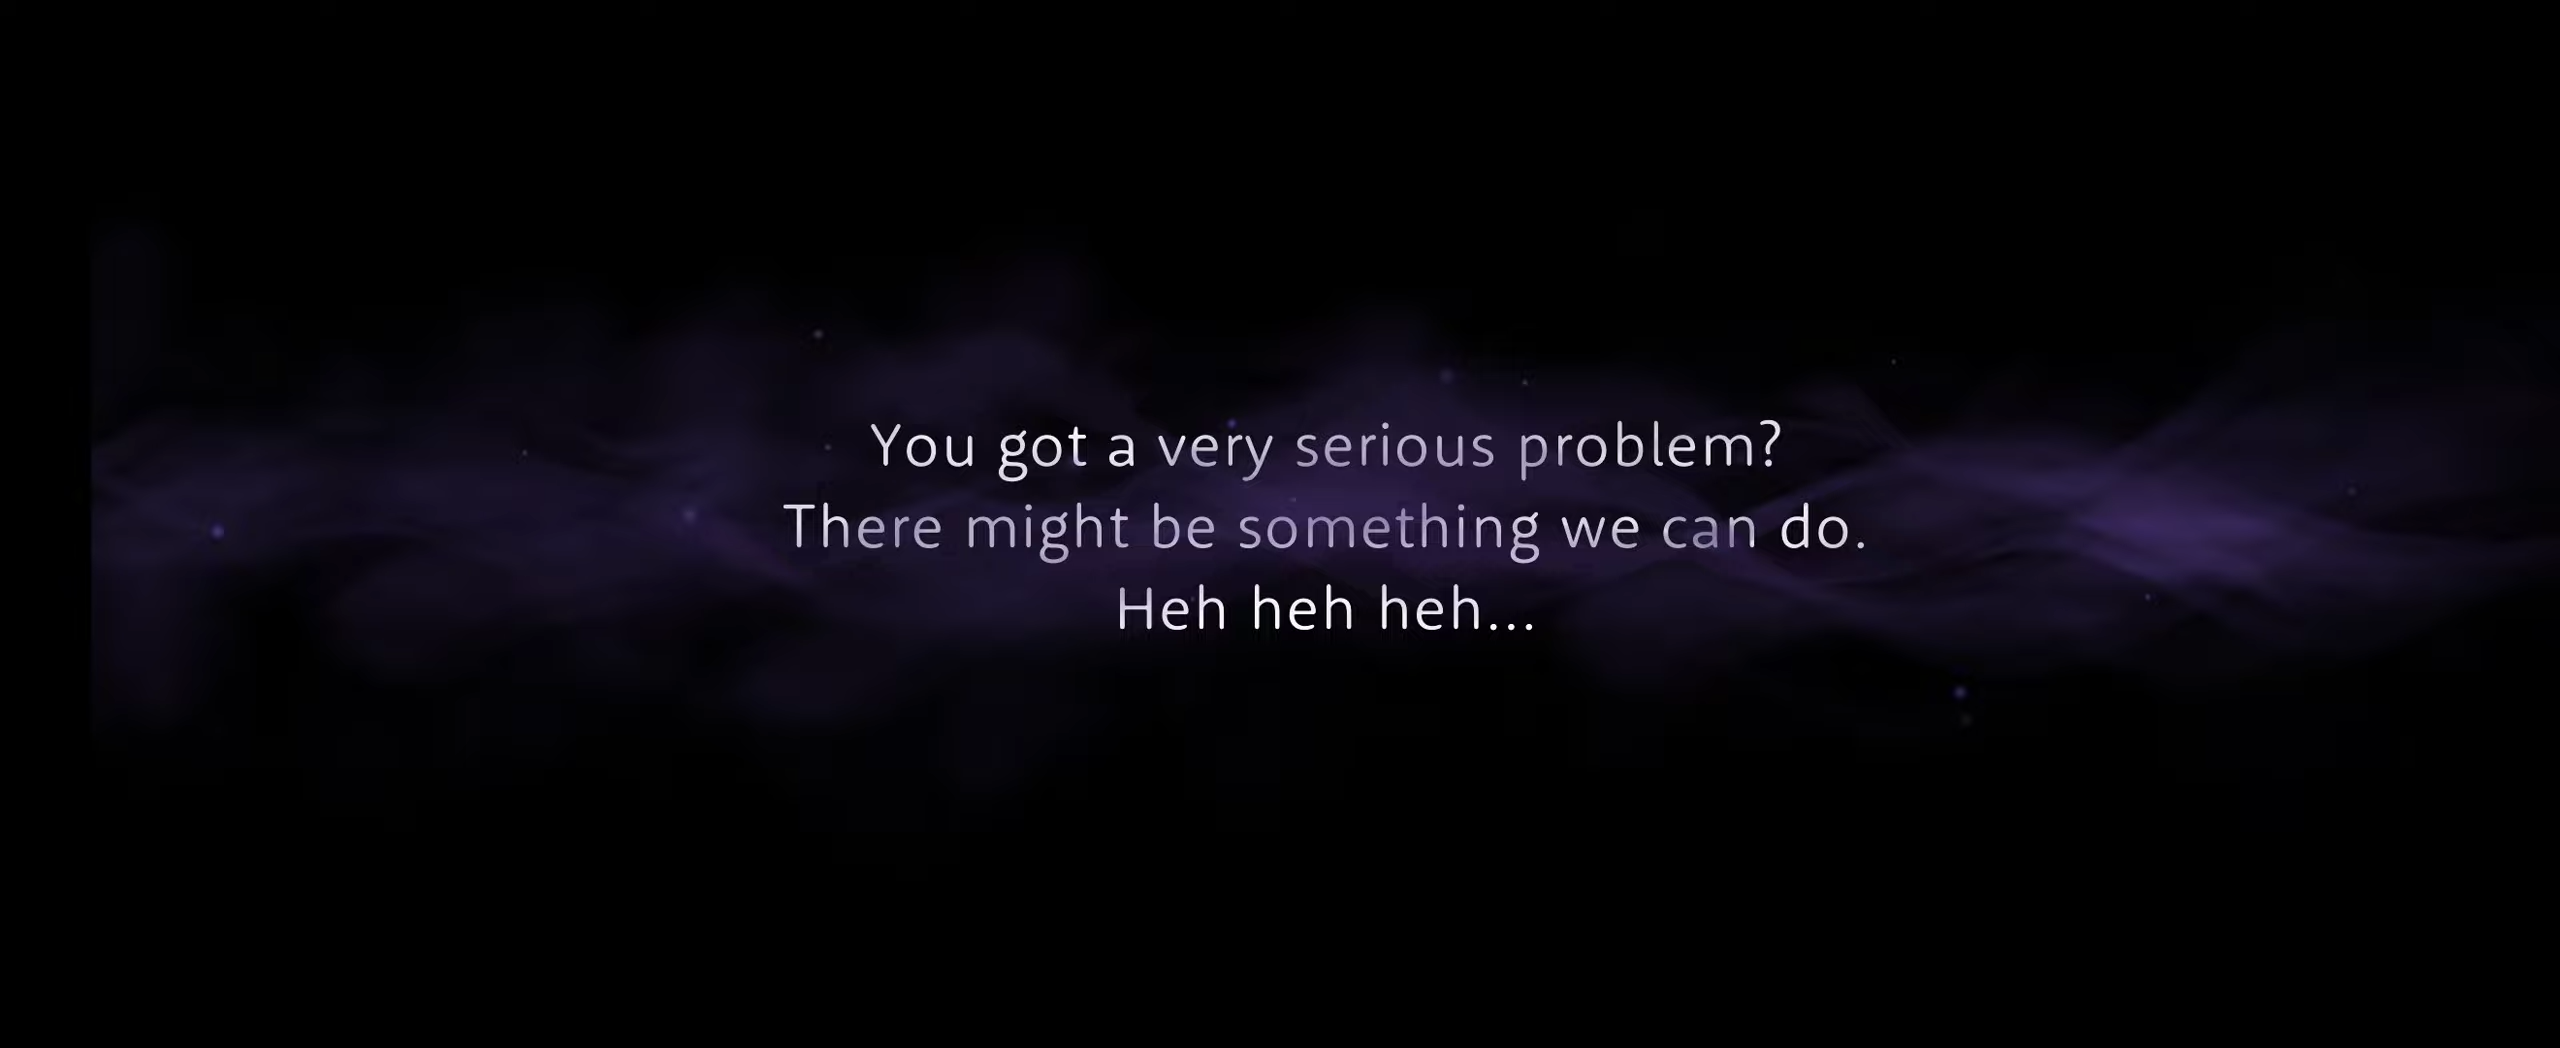 You got a very serious problem?
There might be something we can do.
Heh heh heh...